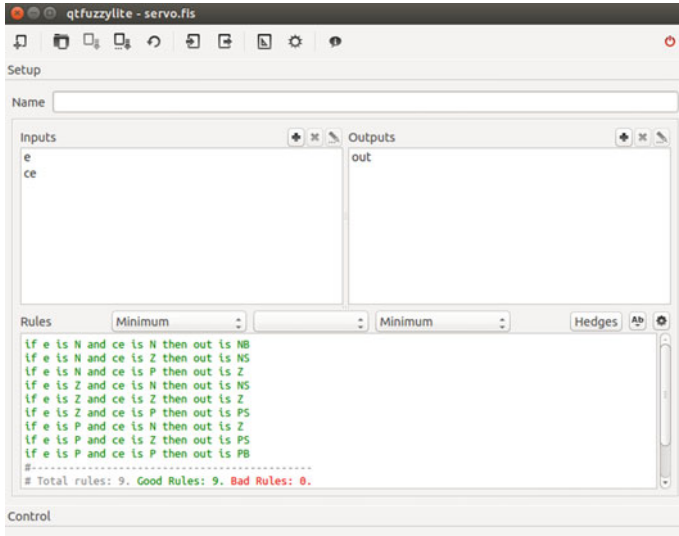 qtfuzzylite - servo.fis
Setup
Name
Inputs
Outputs
e
ce
out
Rules
Minimum
Minimum
Hedges
Ab
if e is N and ce is N then out is NB
if e is N and ce is Z then out is NS
if e is N and ce is P then out is Z
if e is Z and ce is N then out is NS
if e is Z and ce is Z then out is Z
if e is Z and ce is P then out is PS
if e is P and ce is N then out is Z
if e is P and ce is Z then out is PS
if e is P and ce is P then out is PB
#---------------------------------------------
# Total rules: 9. Good Rules: 9. Bad Rules: 0.
Control